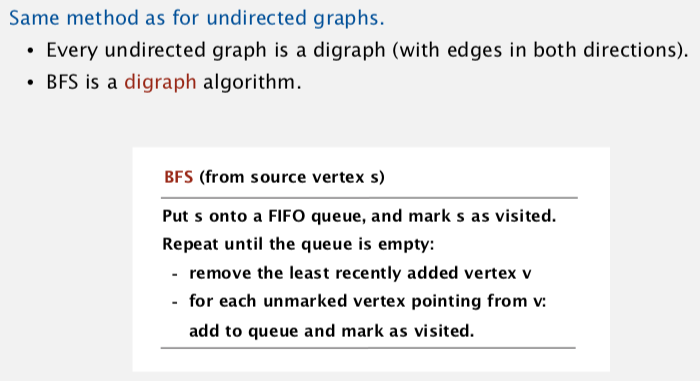 Same method as for undirected graphs.
• Every undirected graph is a digraph (with edges in both directions).
• BFS is a digraph algorithm.
BFS (from source vertex s)
Put s onto a FIFO queue, and mark s as visited.
Repeat until the queue is empty:
- remove the least recently added vertex v
- for each unmarked vertex pointing from v:
add to queue and mark as visited.